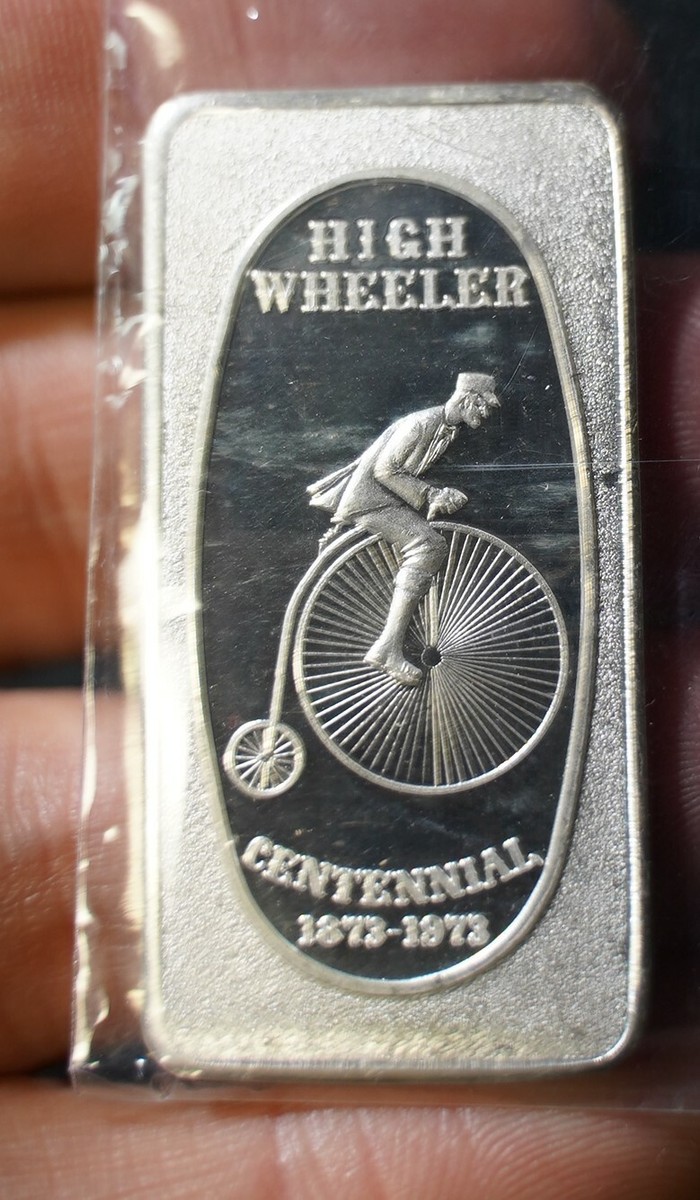 HIGH
WHEELER
CENTENNIAL
1873-1973